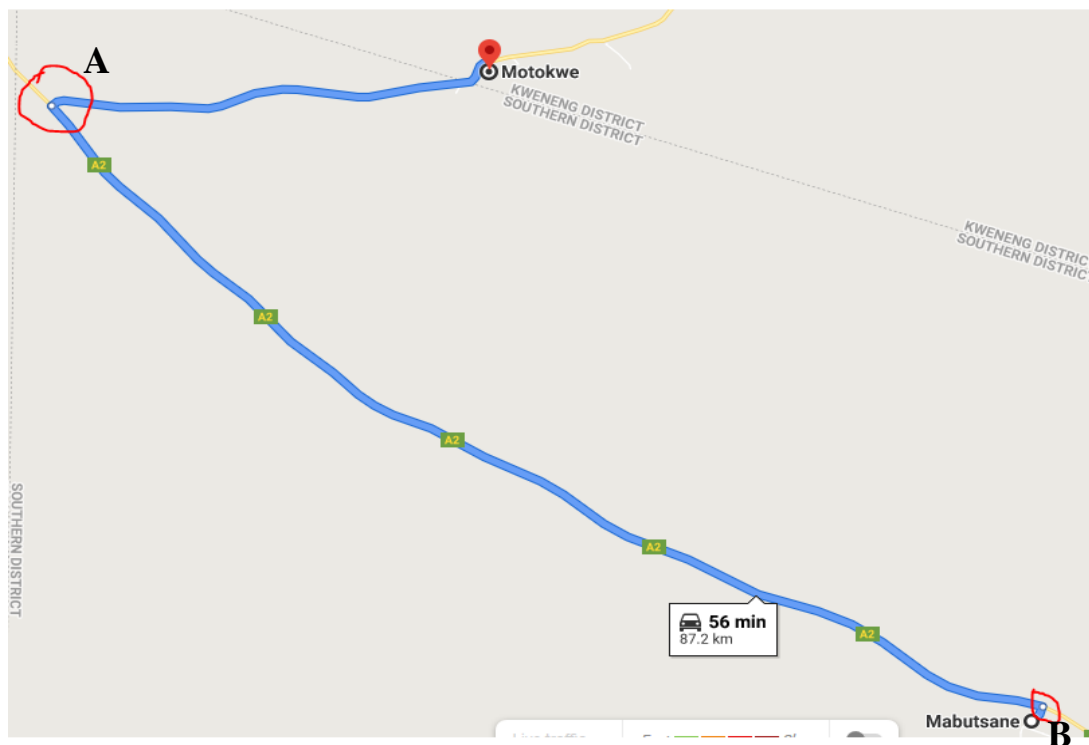 A
Motokwe
KWENENG DISTRICT
SOUTHERN DISTRICT
A2
KWENENG DISTRIC
SOUTHERN DISTRIC
A2
A2
SOUTHERN DISTRICT
A2
56 min
87.2 km
A2
Mabutsane
B